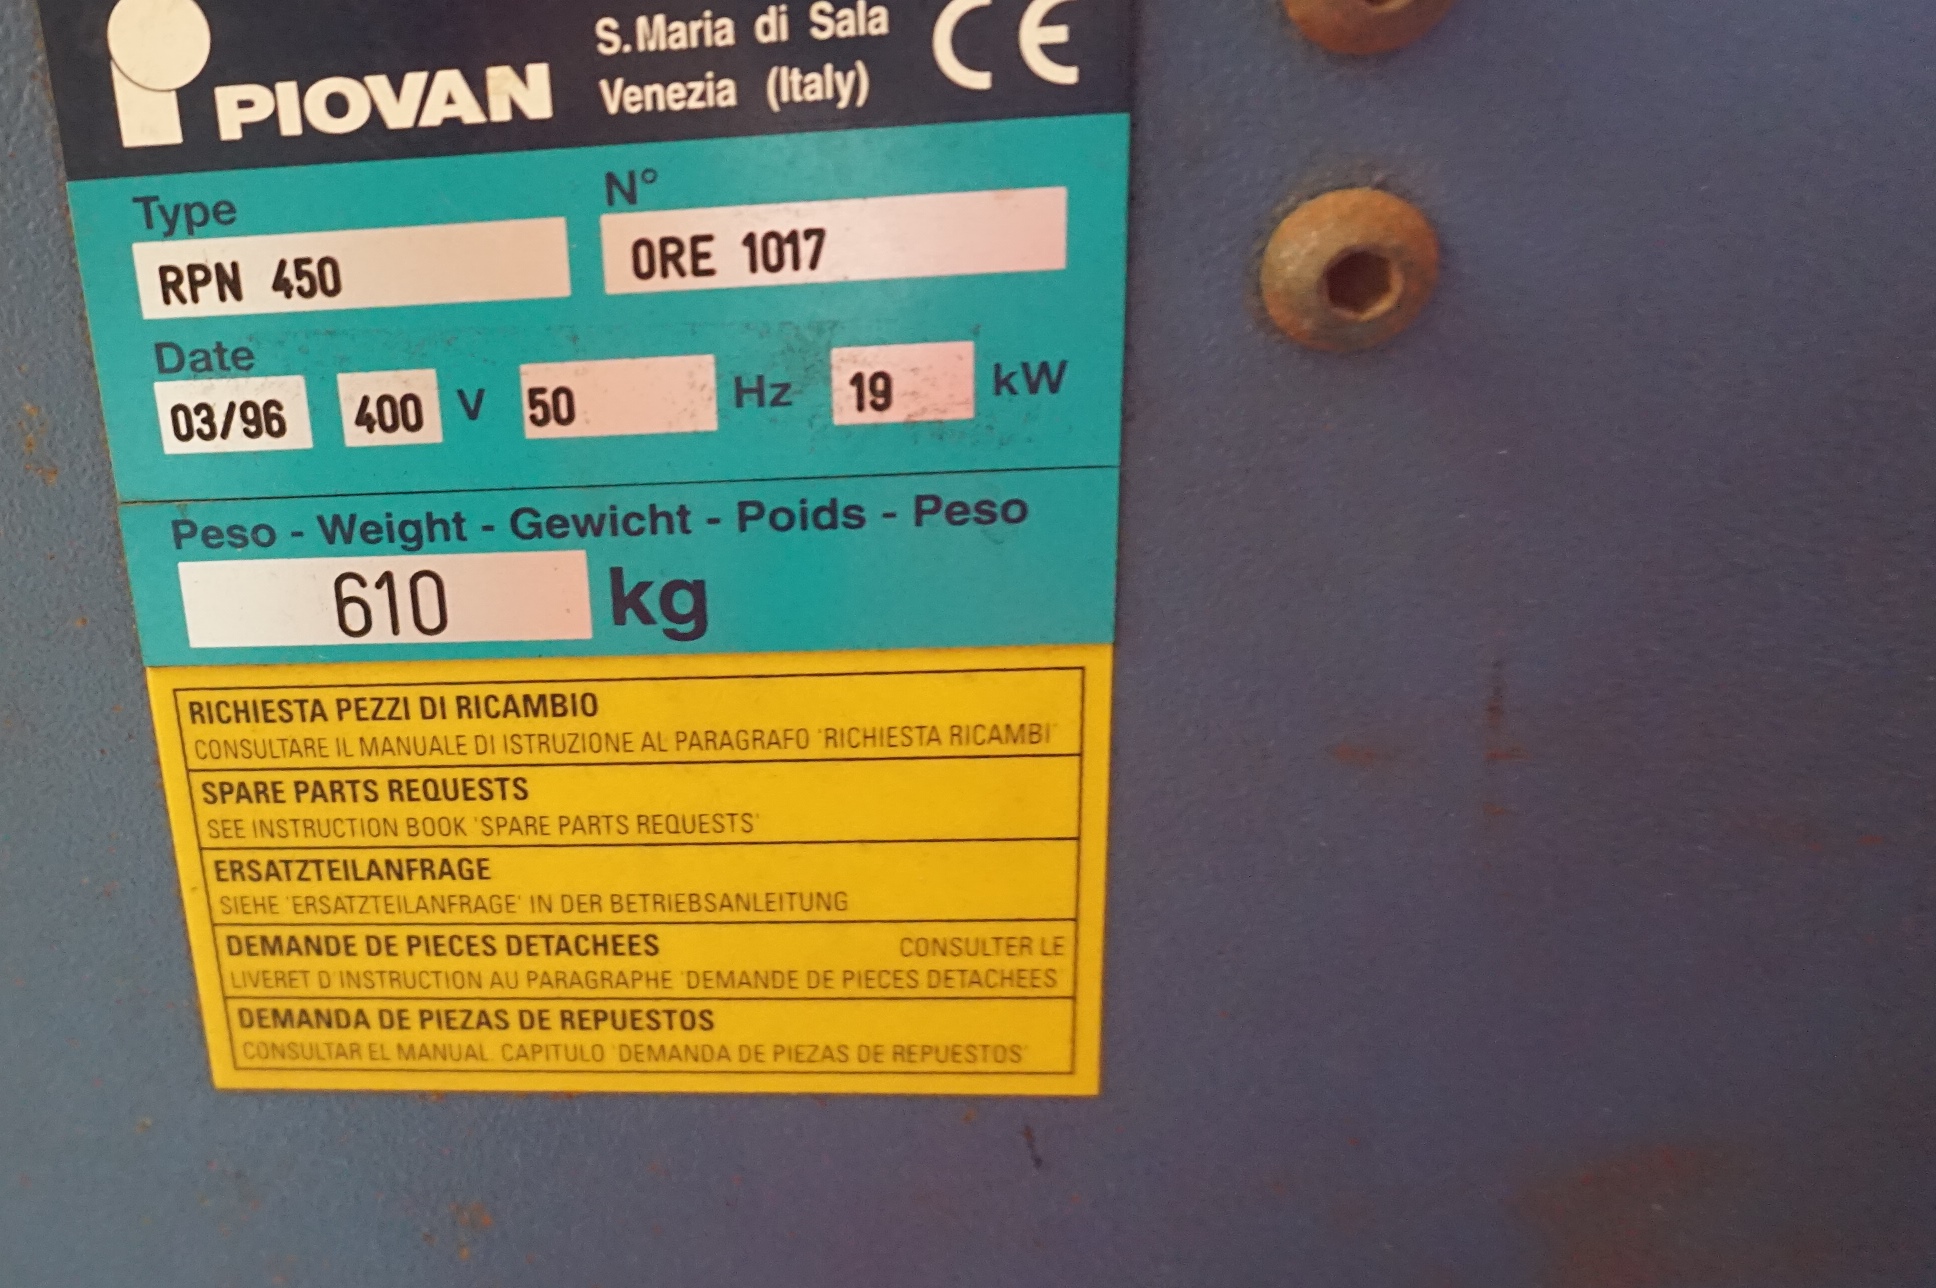 PIOVAN
S.Maria di Sala
Venezia (Italy)
CE
Type
N°
RPN 450
ORE 1017
Date
03/96 400 V 50 Hz 19 kW
Peso - Weight - Gewicht - Poids - Peso
610 kg
RICHIESTA PEZZI DI RICAMBIO
CONSULTARE IL MANUALE DI ISTRUZIONE AL PARAGRAFO 'RICHIESTA RICAMBI'
SPARE PARTS REQUESTS
SEE INSTRUCTION BOOK 'SPARE PARTS REQUESTS'
ERSATZTEILANFRAGE
SIEHE 'ERSATZTEILANFRAGE' IN DER BETRIEBSANLEITUNG
DEMANDE DE PIECES DETACHEES CONSULTER LE
LIVERET D'INSTRUCTION AU PARAGRAPHE 'DEMANDE DE PIECES DETACHEES
DEMANDA DE PIEZAS DE REPUESTOS
CONSULTAR EL MANUAL. CAPITULO 'DEMANDA DE PIEZAS DE REPUESTOS'